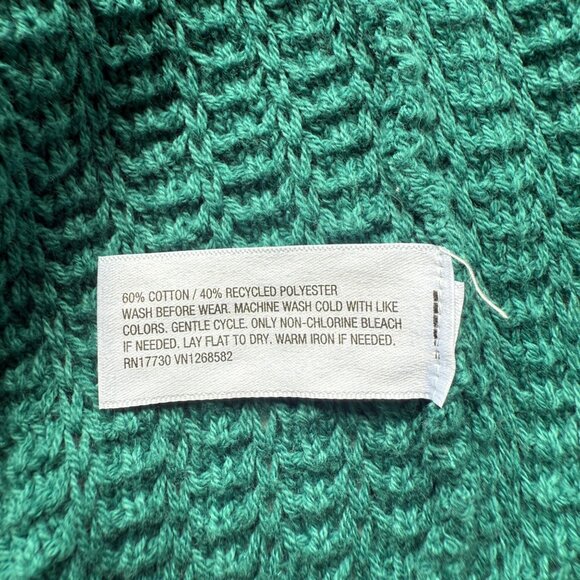 60% COTTON / 40% RECYCLED POLYESTER
WASH BEFORE WEAR. MACHINE WASH COLD WITH LIKE
COLORS. GENTLE CYCLE. ONLY NON-CHLORINE BLEACH
IF NEEDED. LAY FLAT TO DRY. WARM IRON IF NEEDED.
RN17730 VN1268582